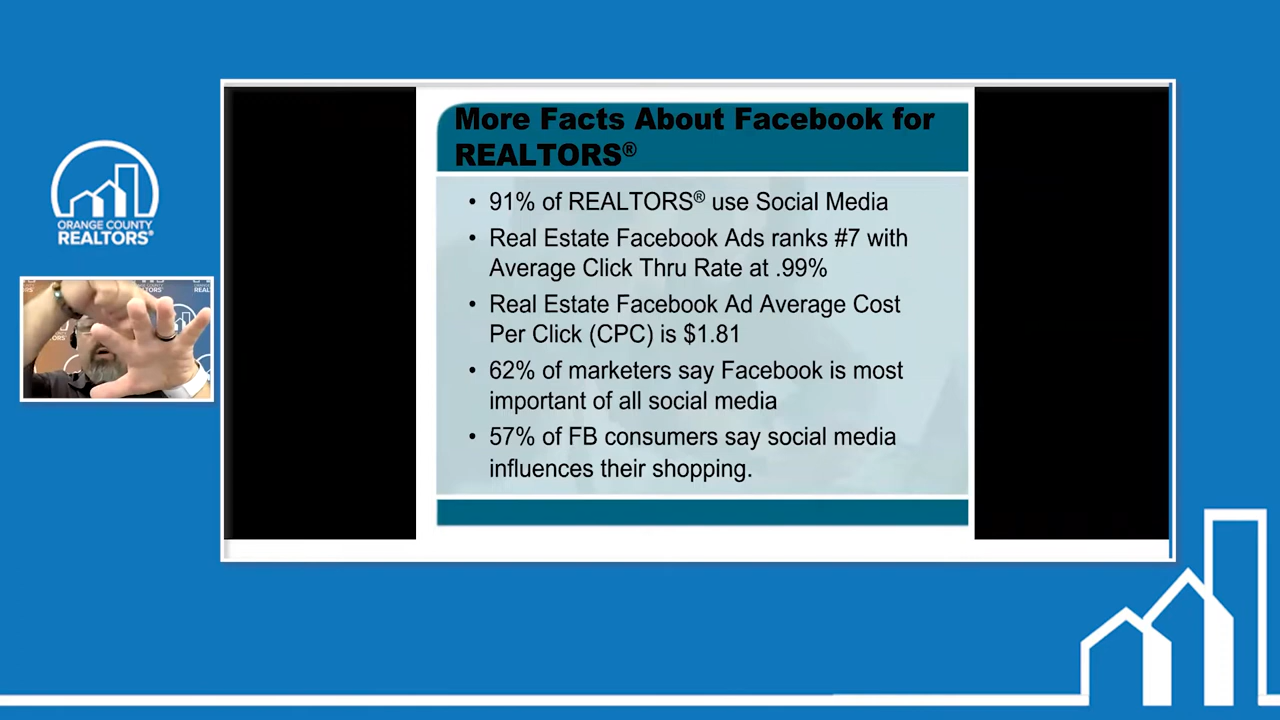 More Facts About Facebook for
REALTORS®
• 91% of REALTORS® use Social Media
• Real Estate Facebook Ads ranks #7 with
Average Click Thru Rate at .99%
• Real Estate Facebook Ad Average Cost
Per Click (CPC) is $1.81
• 62% of marketers say Facebook is most
important of all social media
• 57% of FB consumers say social media
influences their shopping.
ORANGE COUNTY
REALTORS®